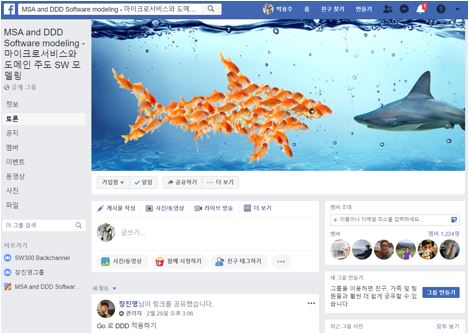 MSA and DDD Software modeling - 마이크로서비스와 도메...
박용주 홈 친구 찾기 만들기
MSA and DDD
Software modeling -
마이크로서비스와
도메인 주도 SW 모
델링
공개 그룹
정보
토론
공지
멤버
이벤트
동영상
사진
파일
이 그룹 검색
바로가기
SW300 Backchannel
장진영그룹
MSA and DDD Softwar...
가입함 알림 공유하기 더 보기
게시물 작성 사진/동영상 라이브 방송 더 보기
글쓰기...
사진/동영상 함께 시청하기 친구 태그하기
새 활동
장진영님이 링크를 공유했습니다.
관리자 · 2월 29일 오후 3:06
Go 로 DDD 적용하기
멤버 초대
+ 이름이나 이메일 주소를 입력하세요...
멤버 멤버 1,224명
새 그룹 만들기
그룹을 이용하면 친구, 가족 및 팀
원들과 훨씬 더 쉽게 공유할 수 있
습니다.
그룹 만들기
최근 그룹 사진 모두 보기